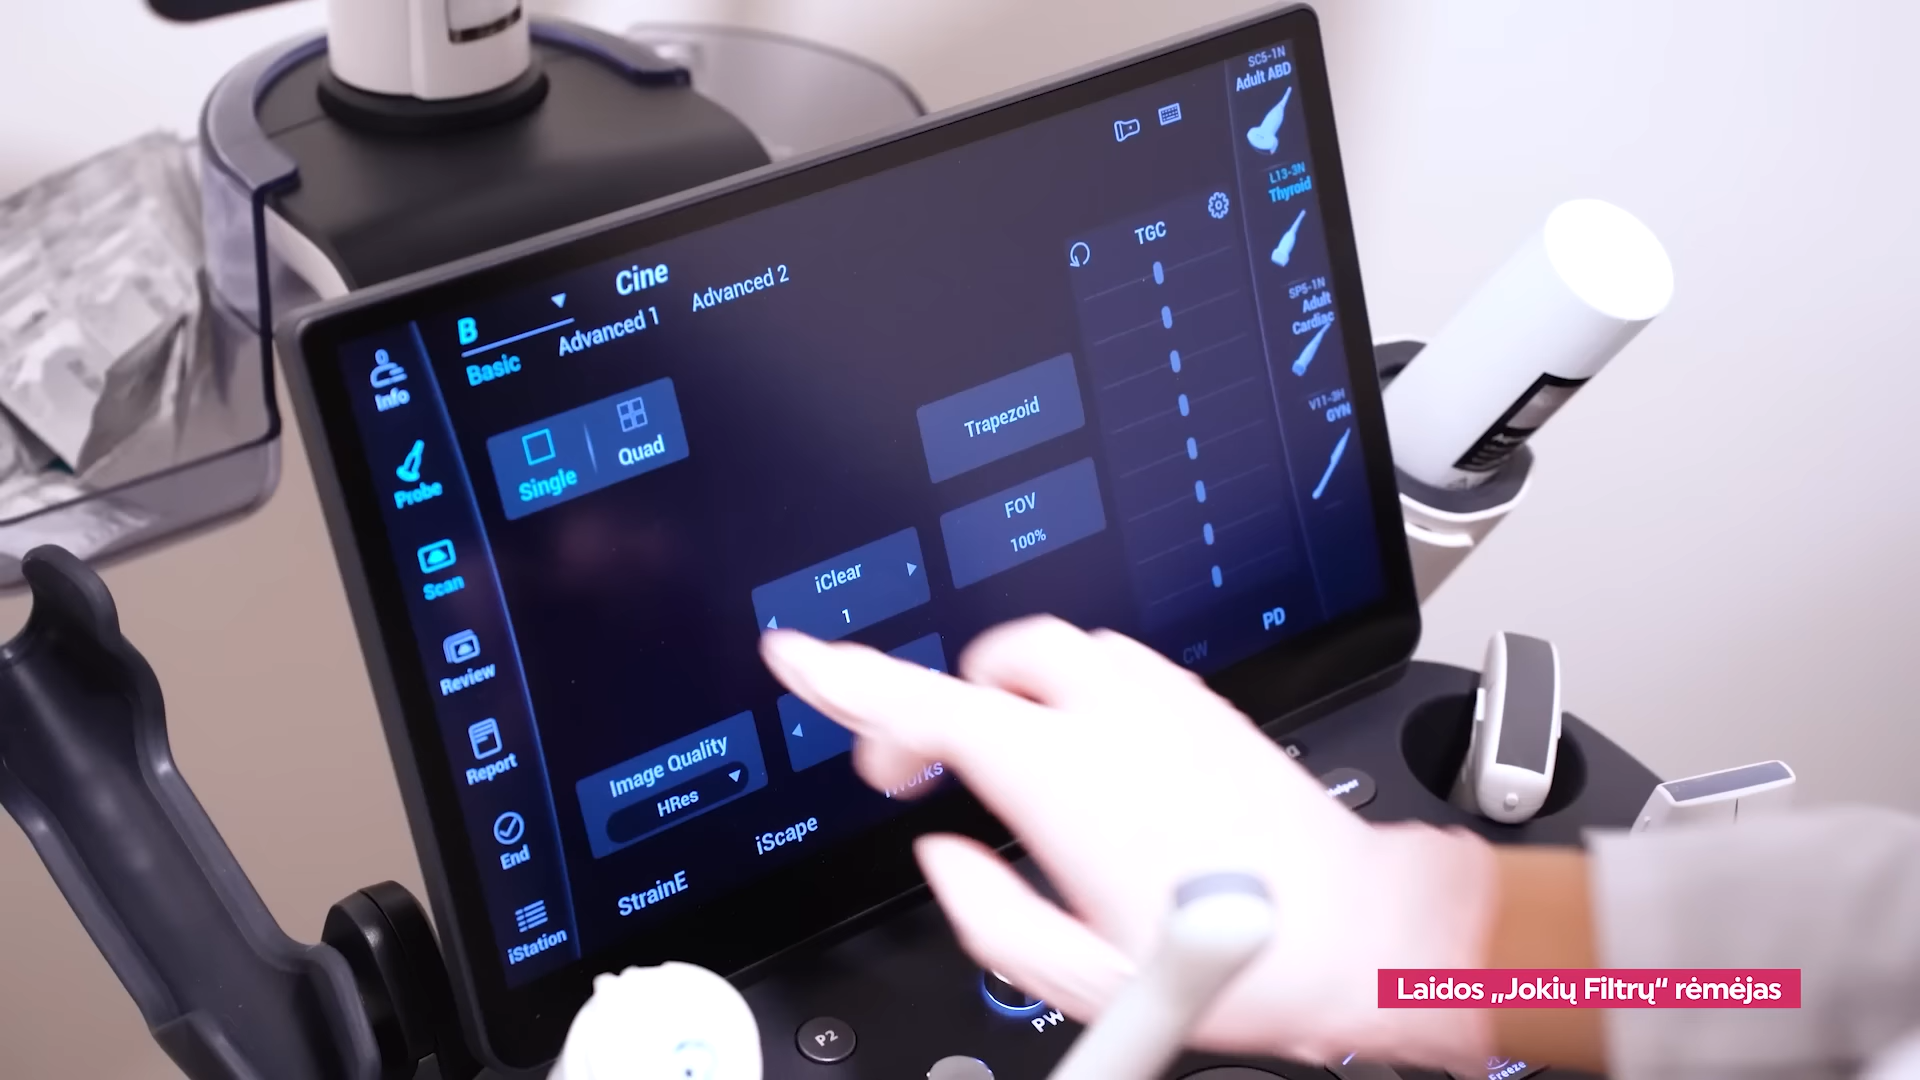 SC5-1N
Adult ABD
L13-3N
Thyroid
SP5-1N
Adult
Cardiac
V11-3H
GYN
TGC
Cine
B
Basic
Advanced 1
Advanced 2
Info
Probe
Scan
Review
Report
End
iStation
Single
Quad
Trapezoid
FOV
100%
iClear
1
Image Quality
HRes
CW
PD
iScape
StrainE
P2
PW
Freeze
Laidos „Jokių Filtrų“ rėmėjas